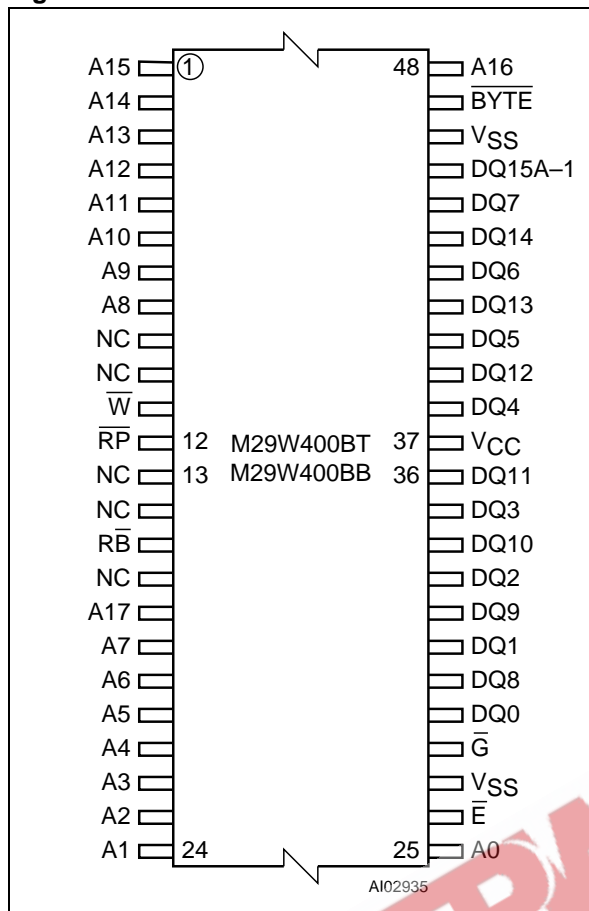 A15 1 48 A16
A14 B̅Y̅T̅E̅
A13 VSS
A12 DQ15A–1
A11 DQ7
A10 DQ14
A9 DQ6
A8 DQ13
NC DQ5
NC DQ12
W̅ DQ4
R̅P̅ 12 M29W400BT 37 VCC
NC 13 M29W400BB 36 DQ11
NC DQ3
RB̅ DQ10
NC DQ2
A17 DQ9
A7 DQ1
A6 DQ8
A5 DQ0
A4 G̅
A3 VSS
A2 E̅
A1 24 25 A0
AI02935